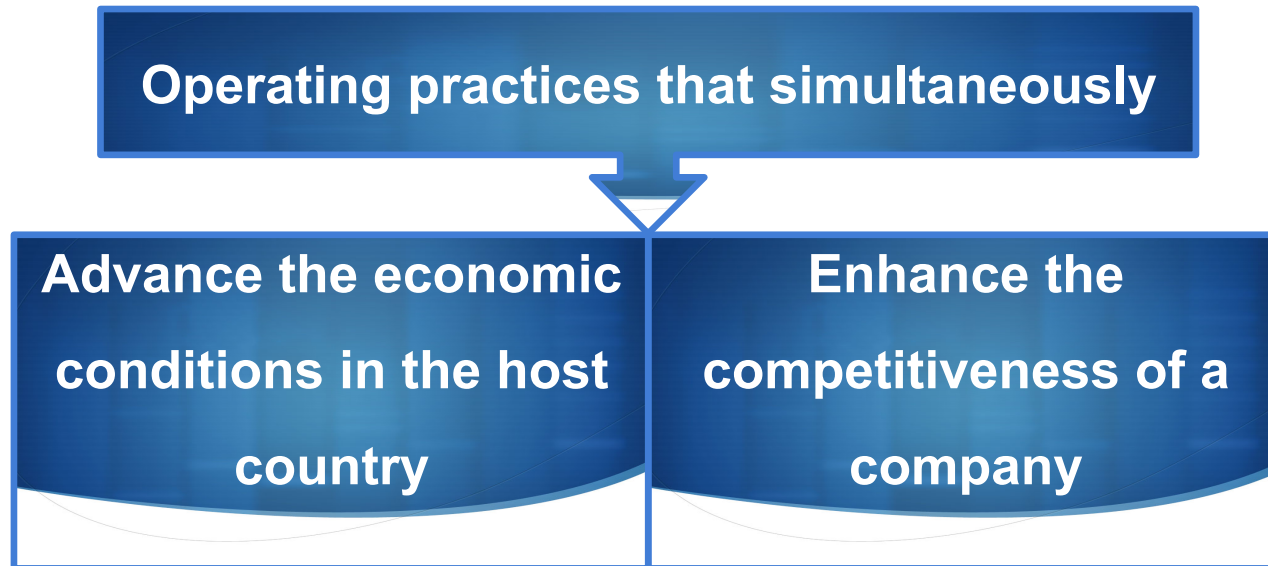 Operating practices that simultaneously
Advance the economic
conditions in the host
country
Enhance the
competitiveness of a
company